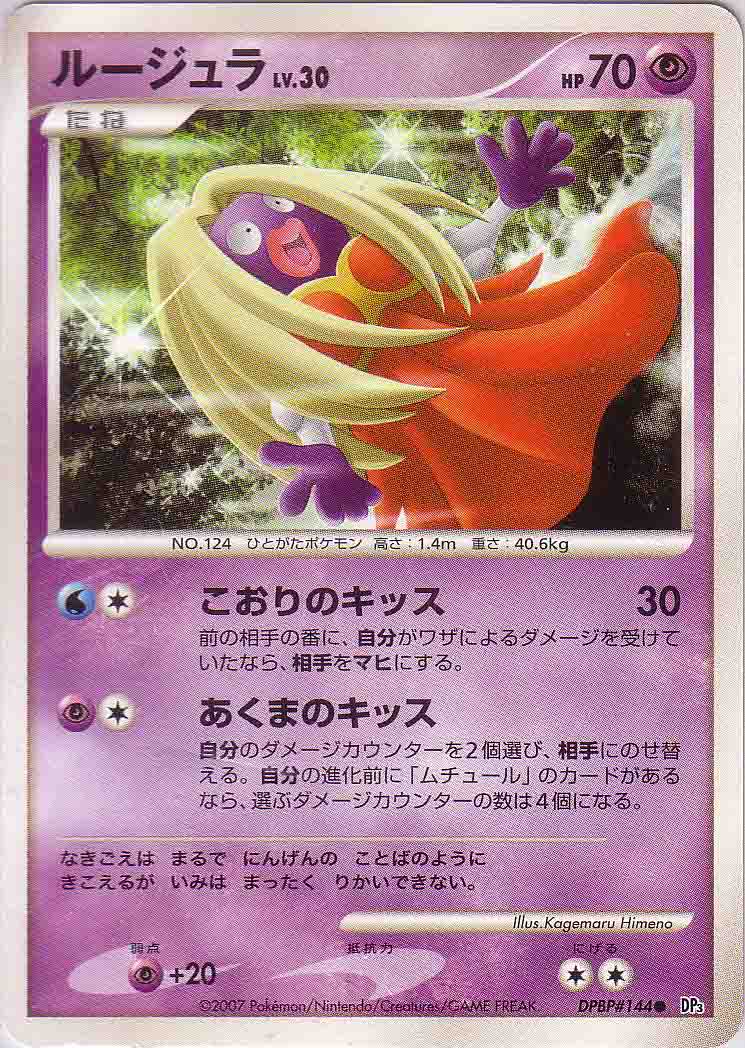 ルージュラ LV.30 HP 70
たね
NO.124 ひとがたポケモン 高さ:1.4m 重さ:40.6kg
こおりのキッス 30
前の相手の番に、自分がワザによるダメージを受けて
いたなら、相手をマヒにする。
あくまのキッス
自分のダメージカウンターを2個選び、相手にのせ替
える。自分の進化前に「ムチュール」のカードがある
なら、選ぶダメージカウンターの数は4個になる。
なきごえは まるで にんげんの ことばのように
きこえるが いみは まったく りかいできない。
Illus.Kagemaru Himeno
弱点 抵抗力 にげる
+20
©2007 Pokémon/Nintendo/Creatures/GAME FREAK. DPBP#144● DP3